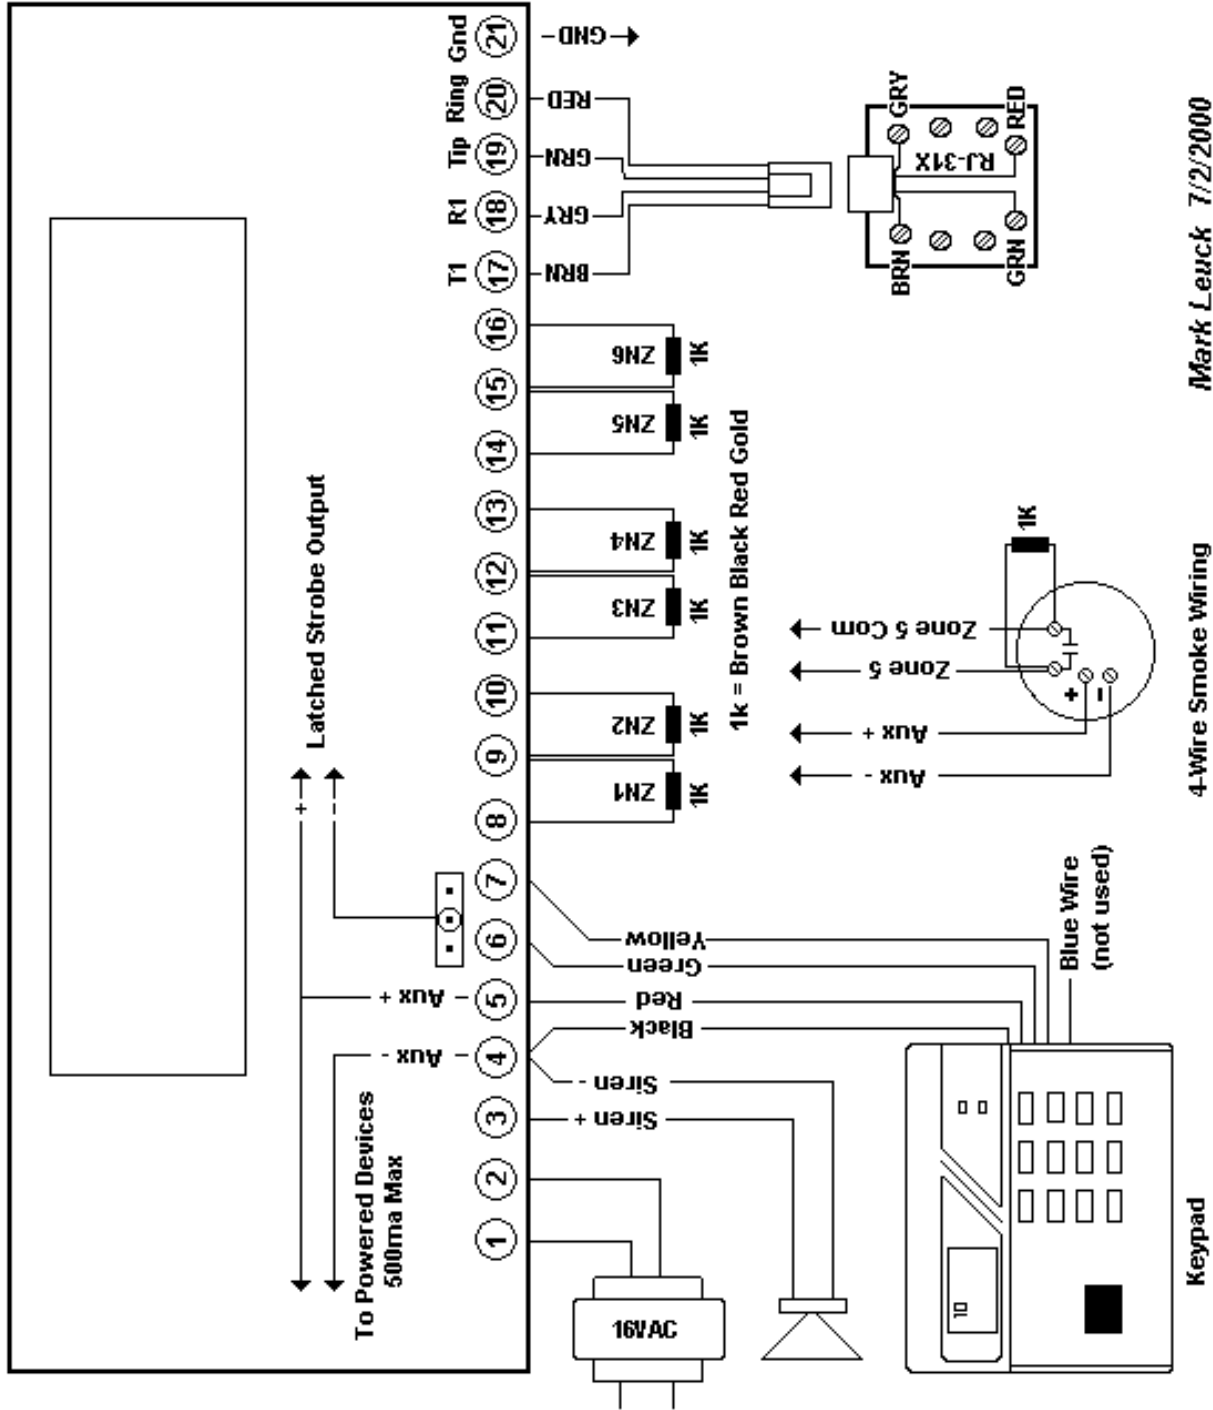 Gnd
Ring
Tip
R1
T1
21
20
19
18
17
16
15
14
13
12
11
10
9
8
7
6
5
4
3
2
1
GND -
RED
GRN
GRY
BRN
ZN6
1K
ZN5
1K
ZN4
1K
ZN3
1K
ZN2
1K
ZN1
1K
1k = Brown Black Red Gold
Latched Strobe Output
+
-
Aux +
Aux -
To Powered Devices
500ma Max
Yellow
Green
Red
Black
Siren -
Siren +
16VAC
GRY
RED
RJ-31X
BRN
GRN
Mark Leuck 7/2/2000
1K
Zone 5 Com
Zone 5
Aux +
Aux -
+
-
4-Wire Smoke Wiring
Blue Wire
(not used)
10
Keypad